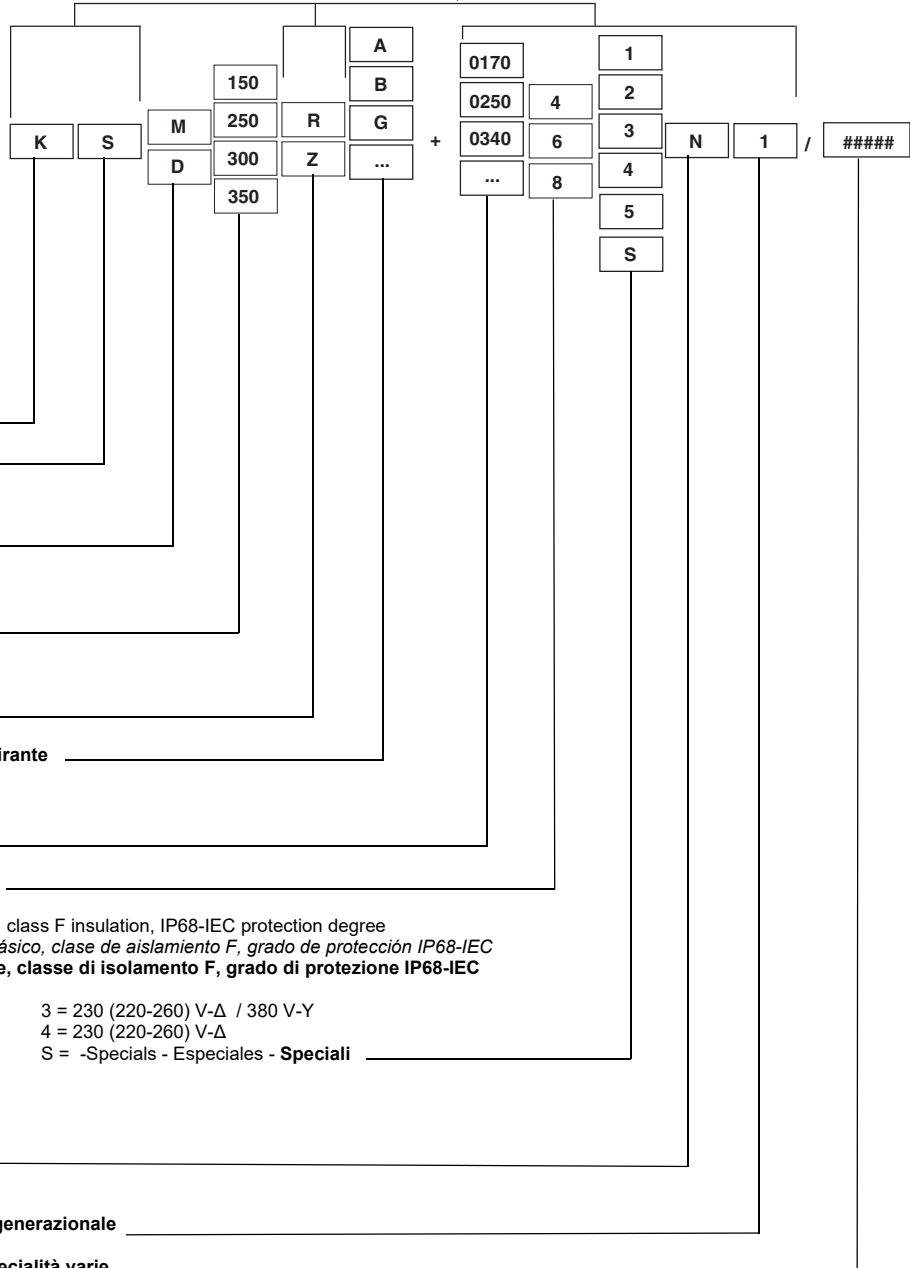 A
0170
1
150
B
0250
4
2
K
S
M
250
R
G
+
0340
6
3
N
1
/
#####
D
300
Z
...
...
8
4
350
5
S
irante
class F insulation, IP68-IEC protection degree
ásico, clase de aislamiento F, grado de protección IP68-IEC
e, classe di isolamento F, grado di protezione IP68-IEC
3 = 230 (220-260) V-Δ / 380 V-Y
4 = 230 (220-260) V-Δ
S = -Specials - Especiales - Speciali
generazionale
ecialità varie